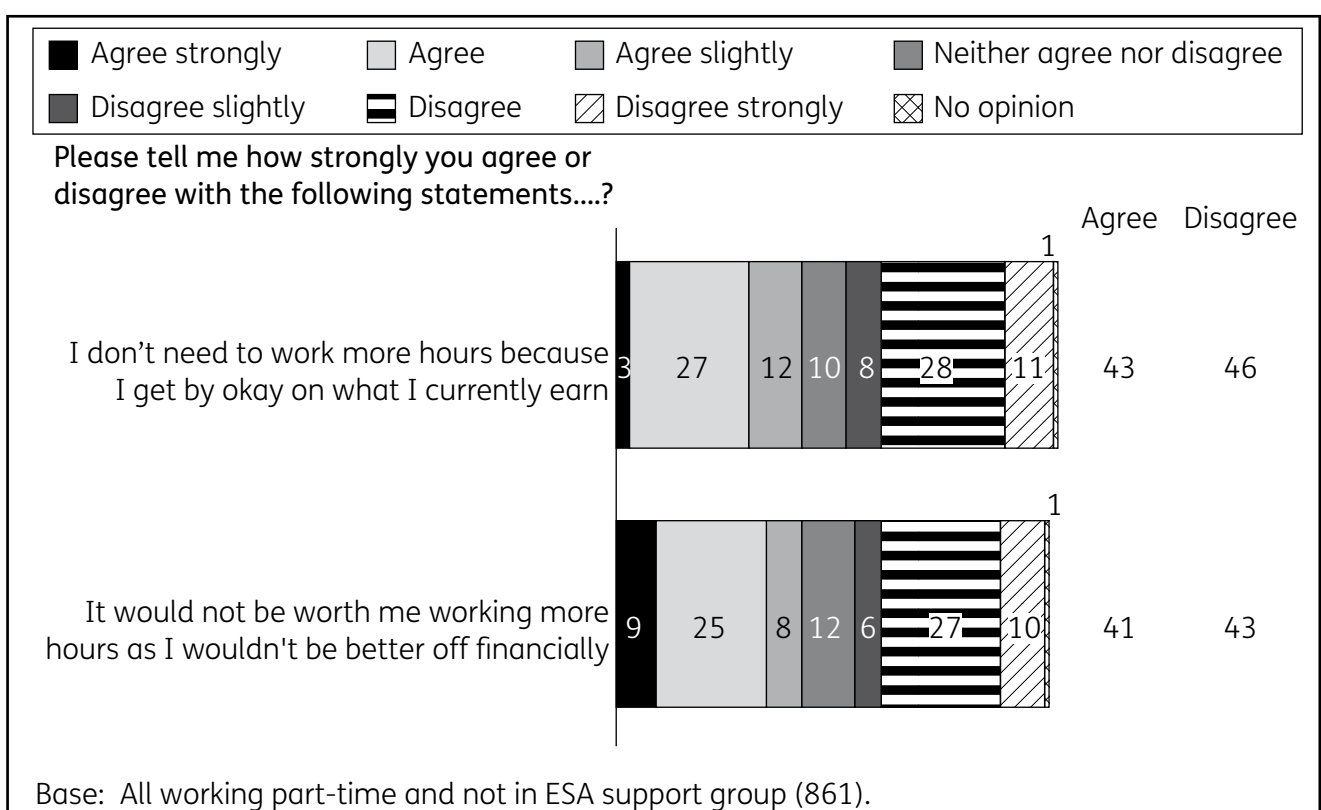 Agree strongly Agree Agree slightly Neither agree nor disagree
Disagree slightly Disagree Disagree strongly No opinion
Please tell me how strongly you agree or
disagree with the following statements....?
Agree Disagree
1
I don’t need to work more hours because
I get by okay on what I currently earn
3 27 12 10 8 28 11 43 46
1
It would not be worth me working more
hours as I wouldn't be better off financially
9 25 8 12 6 27 10 41 43
Base: All working part-time and not in ESA support group (861).